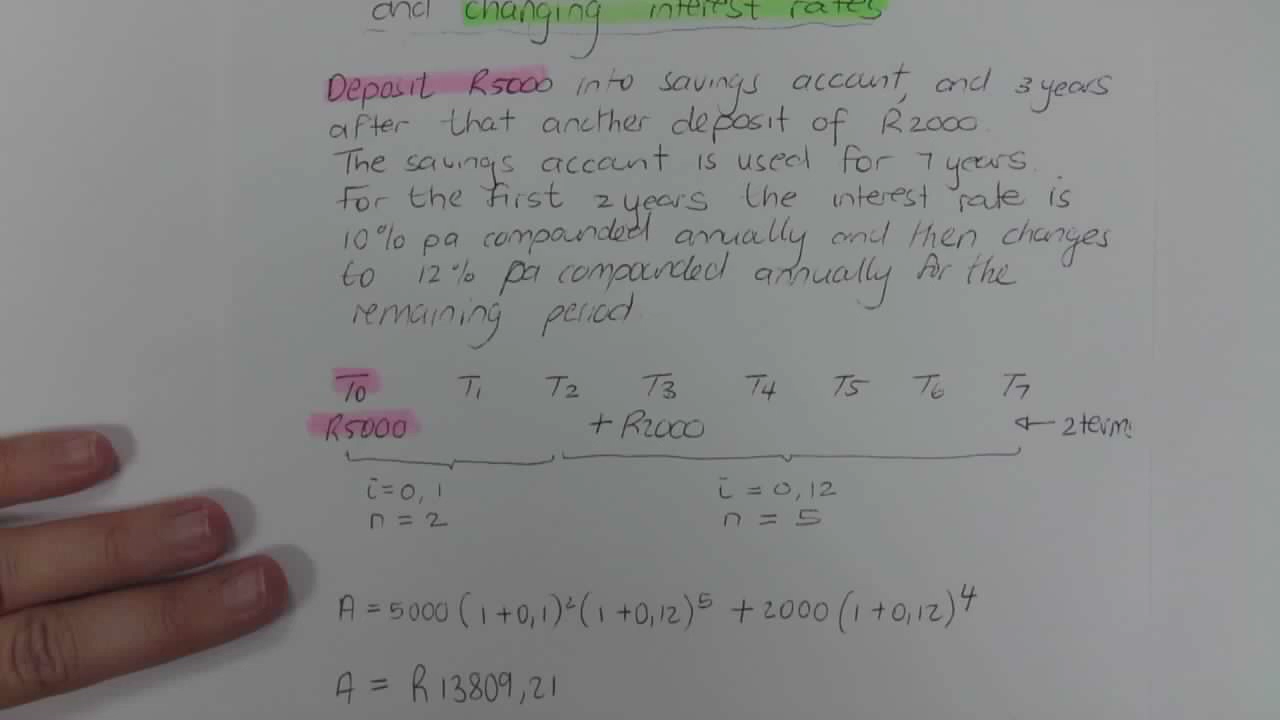 and changing interest rates
Deposit R5000 into savings account, and 3 years
after that another deposit of R2000.
The savings account is used for 7 years.
For the first 2 years the interest rate is
10% pa compounded annually and then changes
to 12% pa compounded annually for the
remaining period
T0 T1 T2 T3 T4 T5 T6 T7
R5000 + R2000 ← 2 terms
i = 0,1 i = 0,12
n = 2 n = 5
A = 5000 (1+0,1)² (1+0,12)⁵ + 2000 (1+0,12)⁴
A = R13809,21